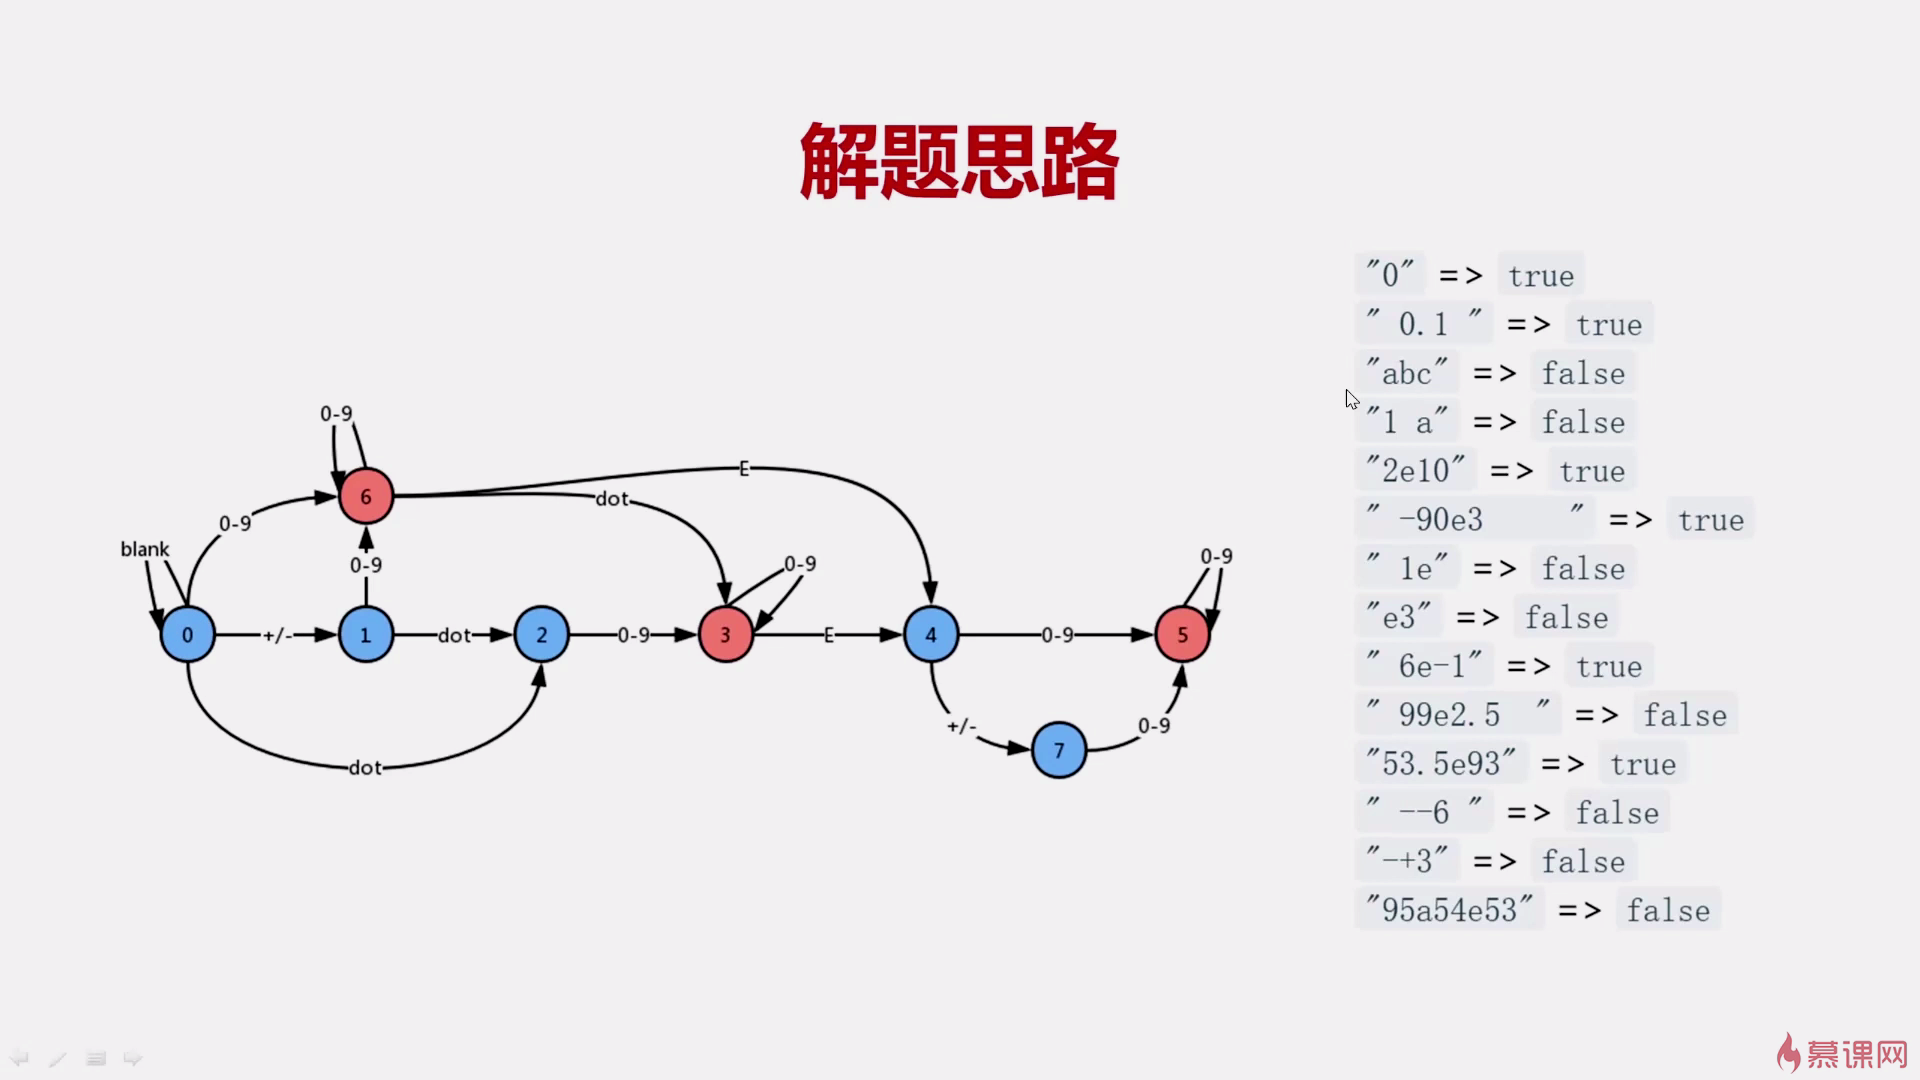 解题思路
"0" => true
" 0.1 " => true
"abc" => false
"1 a" => false
"2e10" => true
" -90e3   " => true
" 1e" => false
"e3" => false
" 6e-1" => true
" 99e2.5  " => false
"53.5e93" => true
" --6 " => false
"-+3" => false
"95a54e53" => false
0-9
6
E
dot
0-9
blank
0-9
0-9
0-9
0
+/-
1
dot
2
0-9
3
E
4
0-9
5
dot
+/-
7
0-9
慕课网